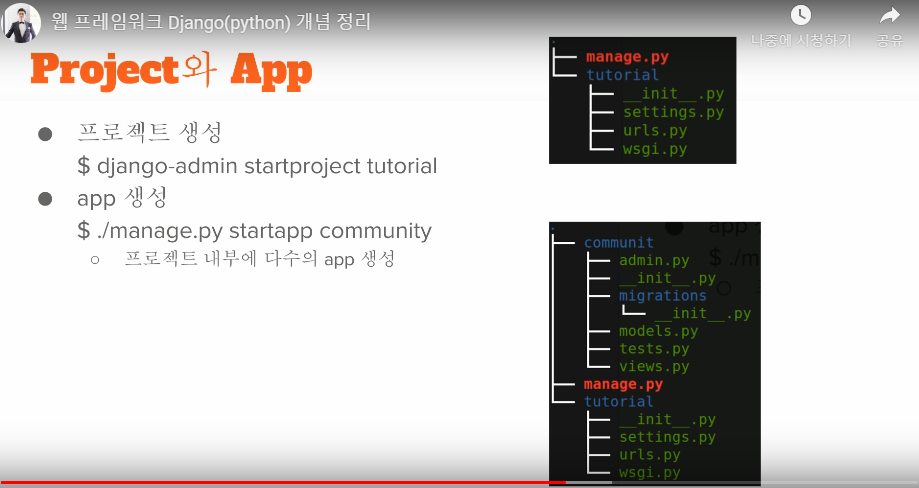 웹 프레임워크 Django(python) 개념 정리
나중에 시청하기
공유
Project와 App
프로젝트 생성
$ django-admin startproject tutorial
app 생성
$ ./manage.py startapp community
프로젝트 내부에 다수의 app 생성
.
manage.py
tutorial
__init__.py
settings.py
urls.py
wsgi.py
.
communit
admin.py
__init__.py
migrations
__init__.py
models.py
tests.py
views.py
manage.py
tutorial
__init__.py
settings.py
urls.py
wsgi.py
app
$ ./m